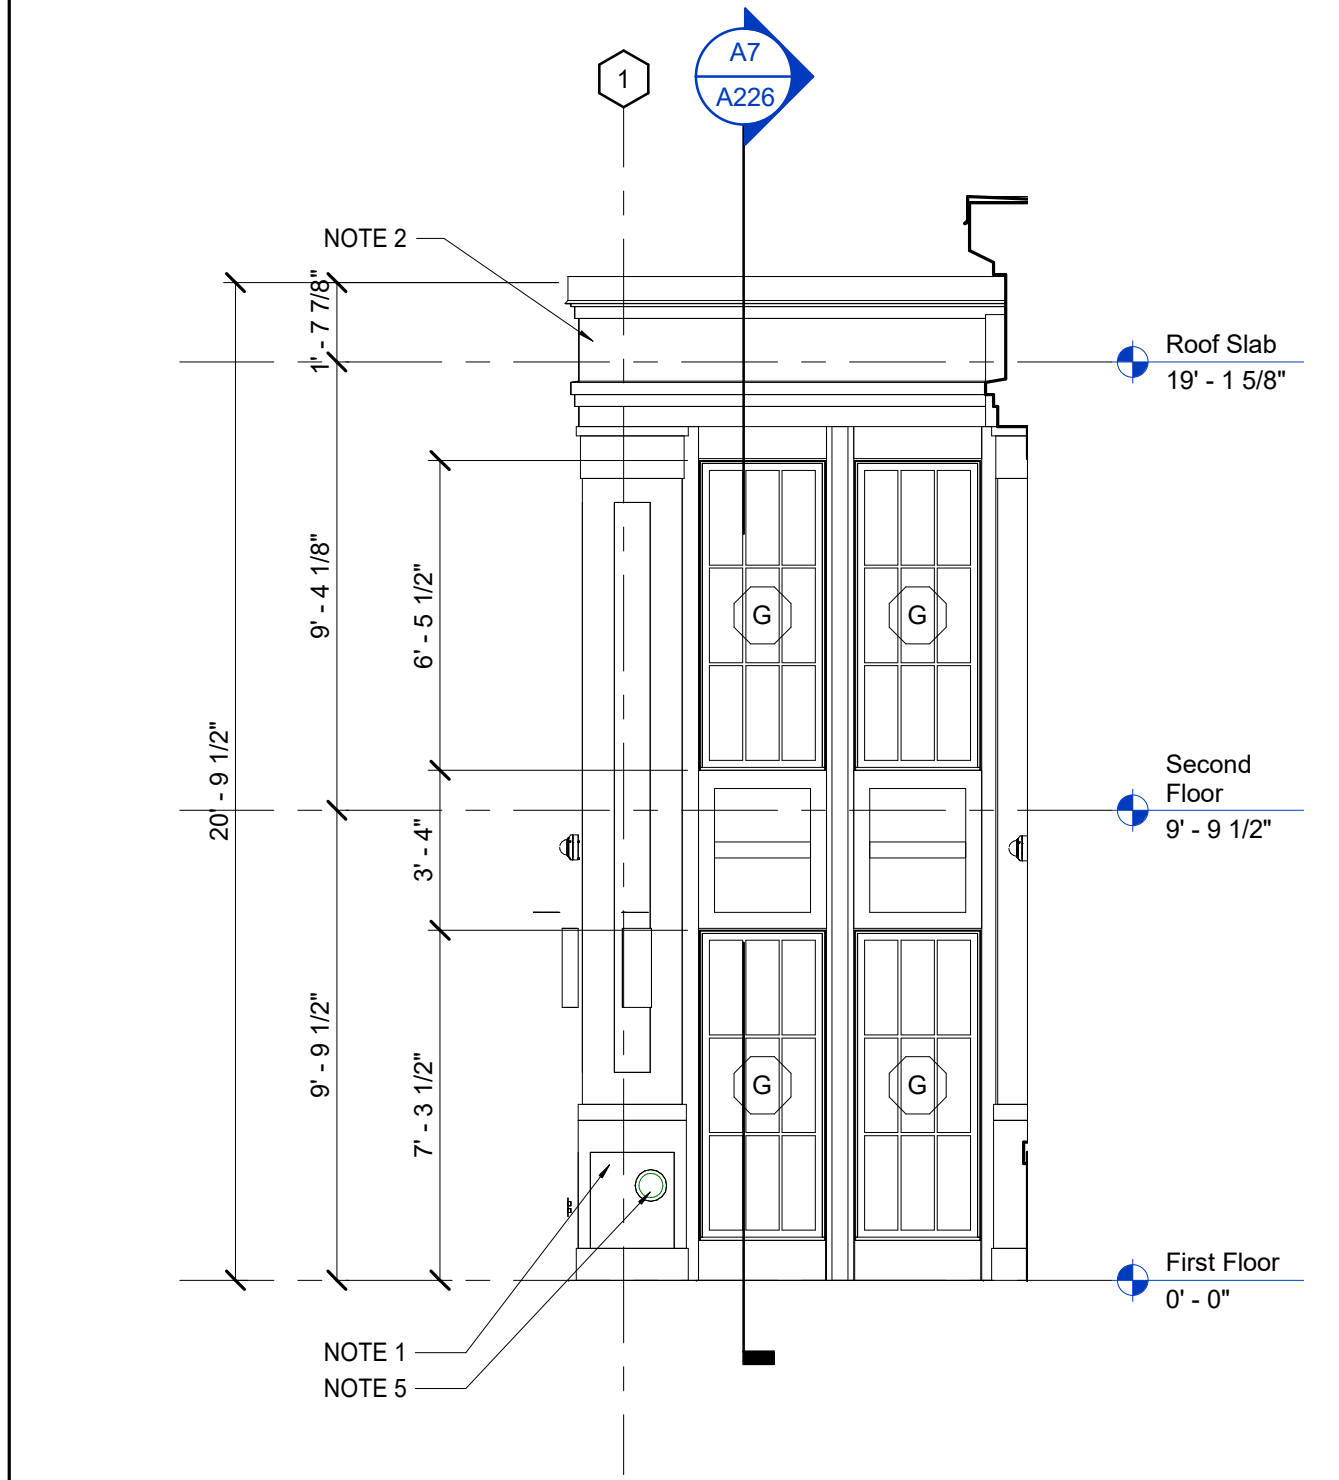 1
A7
A226
NOTE 2
1' - 7 7/8"
Roof Slab
19' - 1 5/8"
9' - 4 1/8"
6' - 5 1/2"
G
G
20' - 9 1/2"
Second
Floor
9' - 9 1/2"
3' - 4"
9' - 9 1/2"
7' - 3 1/2"
G
G
First Floor
0' - 0"
NOTE 1
NOTE 5